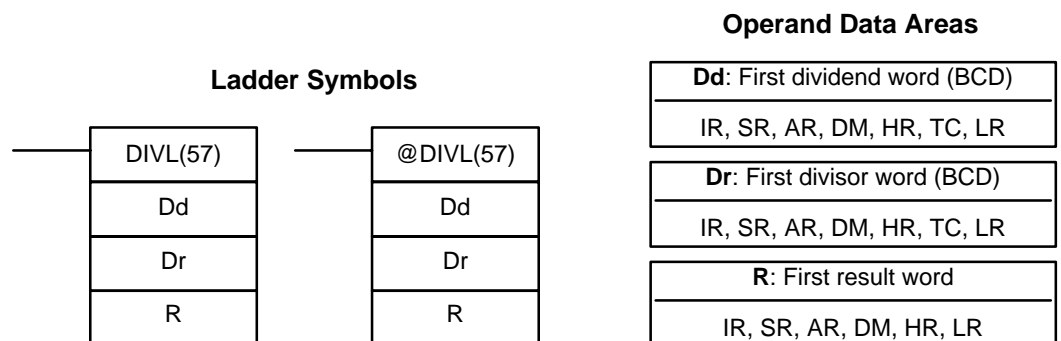 Ladder Symbols
DIVL(57)
Dd
Dr
R
@DIVL(57)
Dd
Dr
R
Operand Data Areas
Dd: First dividend word (BCD)
IR, SR, AR, DM, HR, TC, LR
Dr: First divisor word (BCD)
IR, SR, AR, DM, HR, TC, LR
R: First result word
IR, SR, AR, DM, HR, LR